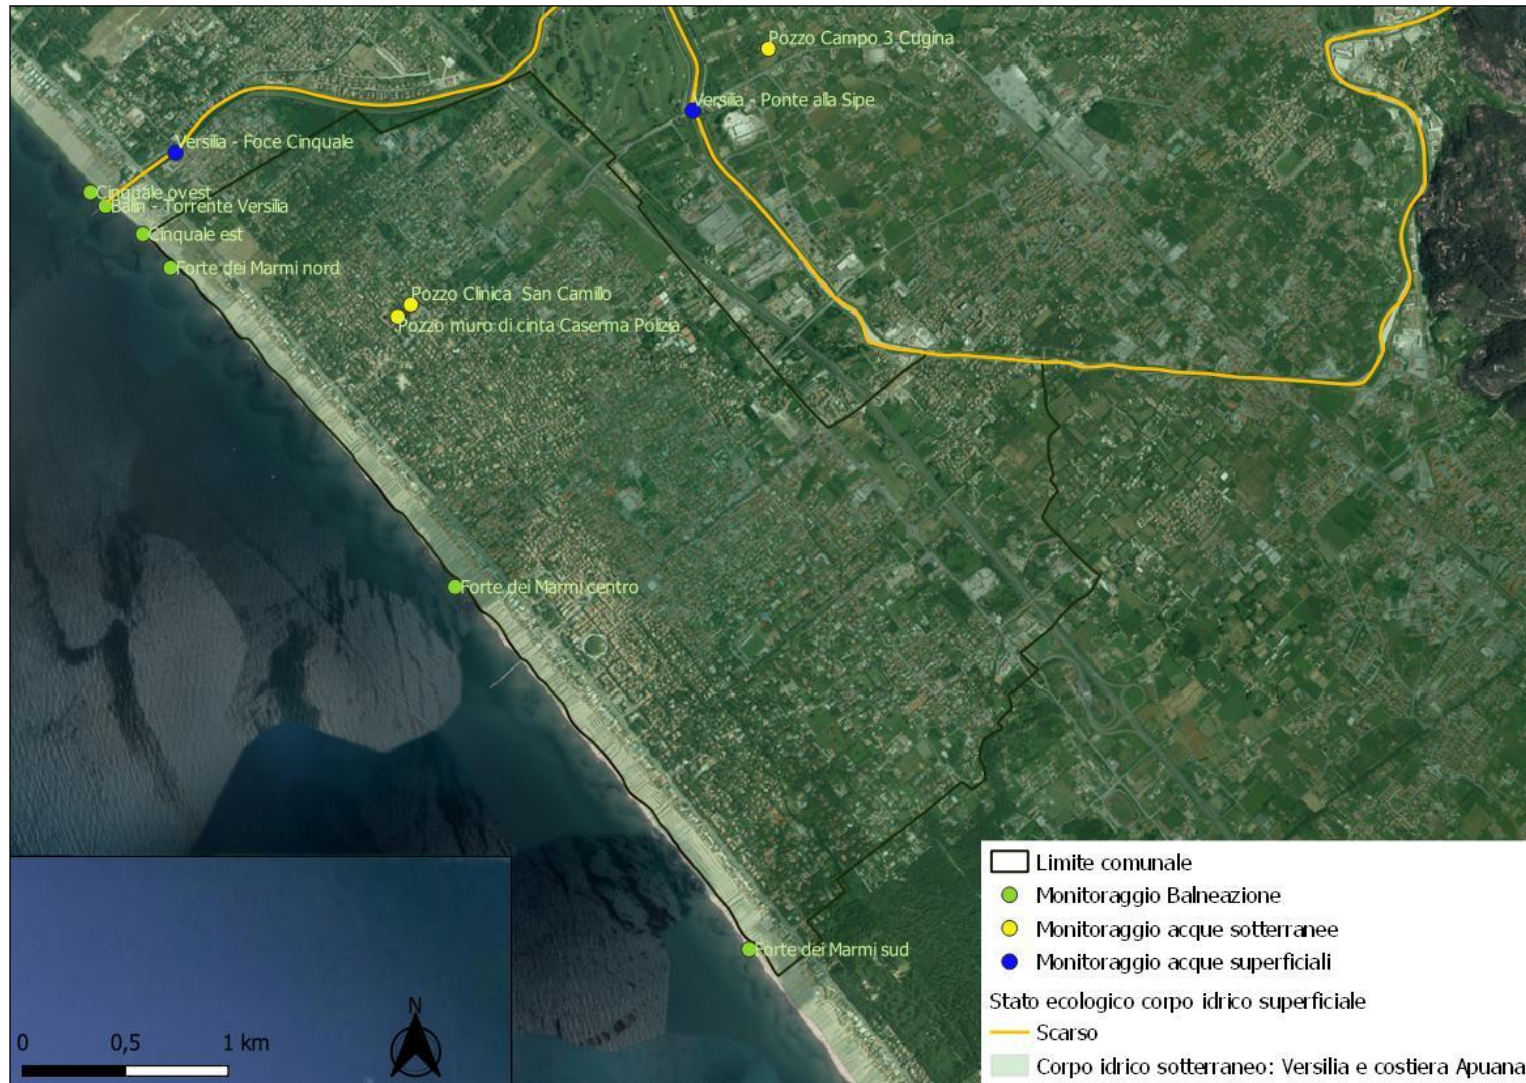 Pozzo Campo 3 Cugina
Versilia - Ponte alla Sipe
Versilia - Foce Cinquale
Cinquale ovest
Balin - Torrente Versilia
Cinquale est
Forte dei Marmi nord
Pozzo Clinica San Camillo
Pozzo muro di cinta Caserma Polizia
Forte dei Marmi centro
Forte dei Marmi sud
Limite comunale
Monitoraggio Balneazione
Monitoraggio acque sotterranee
Monitoraggio acque superficiali
Stato ecologico corpo idrico superficiale
Scarso
Corpo idrico sotterraneo: Versilia e costiera Apuana
N
0 0,5 1 km